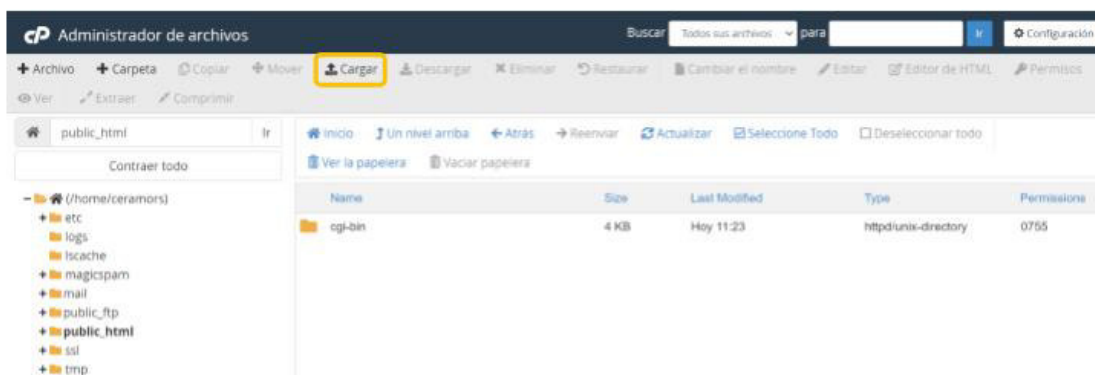 cP Administrador de archivos
Buscar Todos sus archivos para Ir Configuración
Archivo Carpeta Copiar Mover Cargar Descargar Eliminar Restaurar Cambiar el nombre Editar Editor de HTML Permisos
Ver Extraer Comprimir
public_html Ir
Inicio Un nivel arriba Atrás Reenviar Actualizar Seleccione Todo Deseleccionar todo
Contraer todo
Ver la papelera Vaciar papelera
(/home/ceramors)
Name Size Last Modified Type Permissions
etc
cgi-bin 4 KB Hoy 11:23 httpd/unix-directory 0755
logs
lscache
magicspam
mail
public_ftp
public_html
ssl
tmp